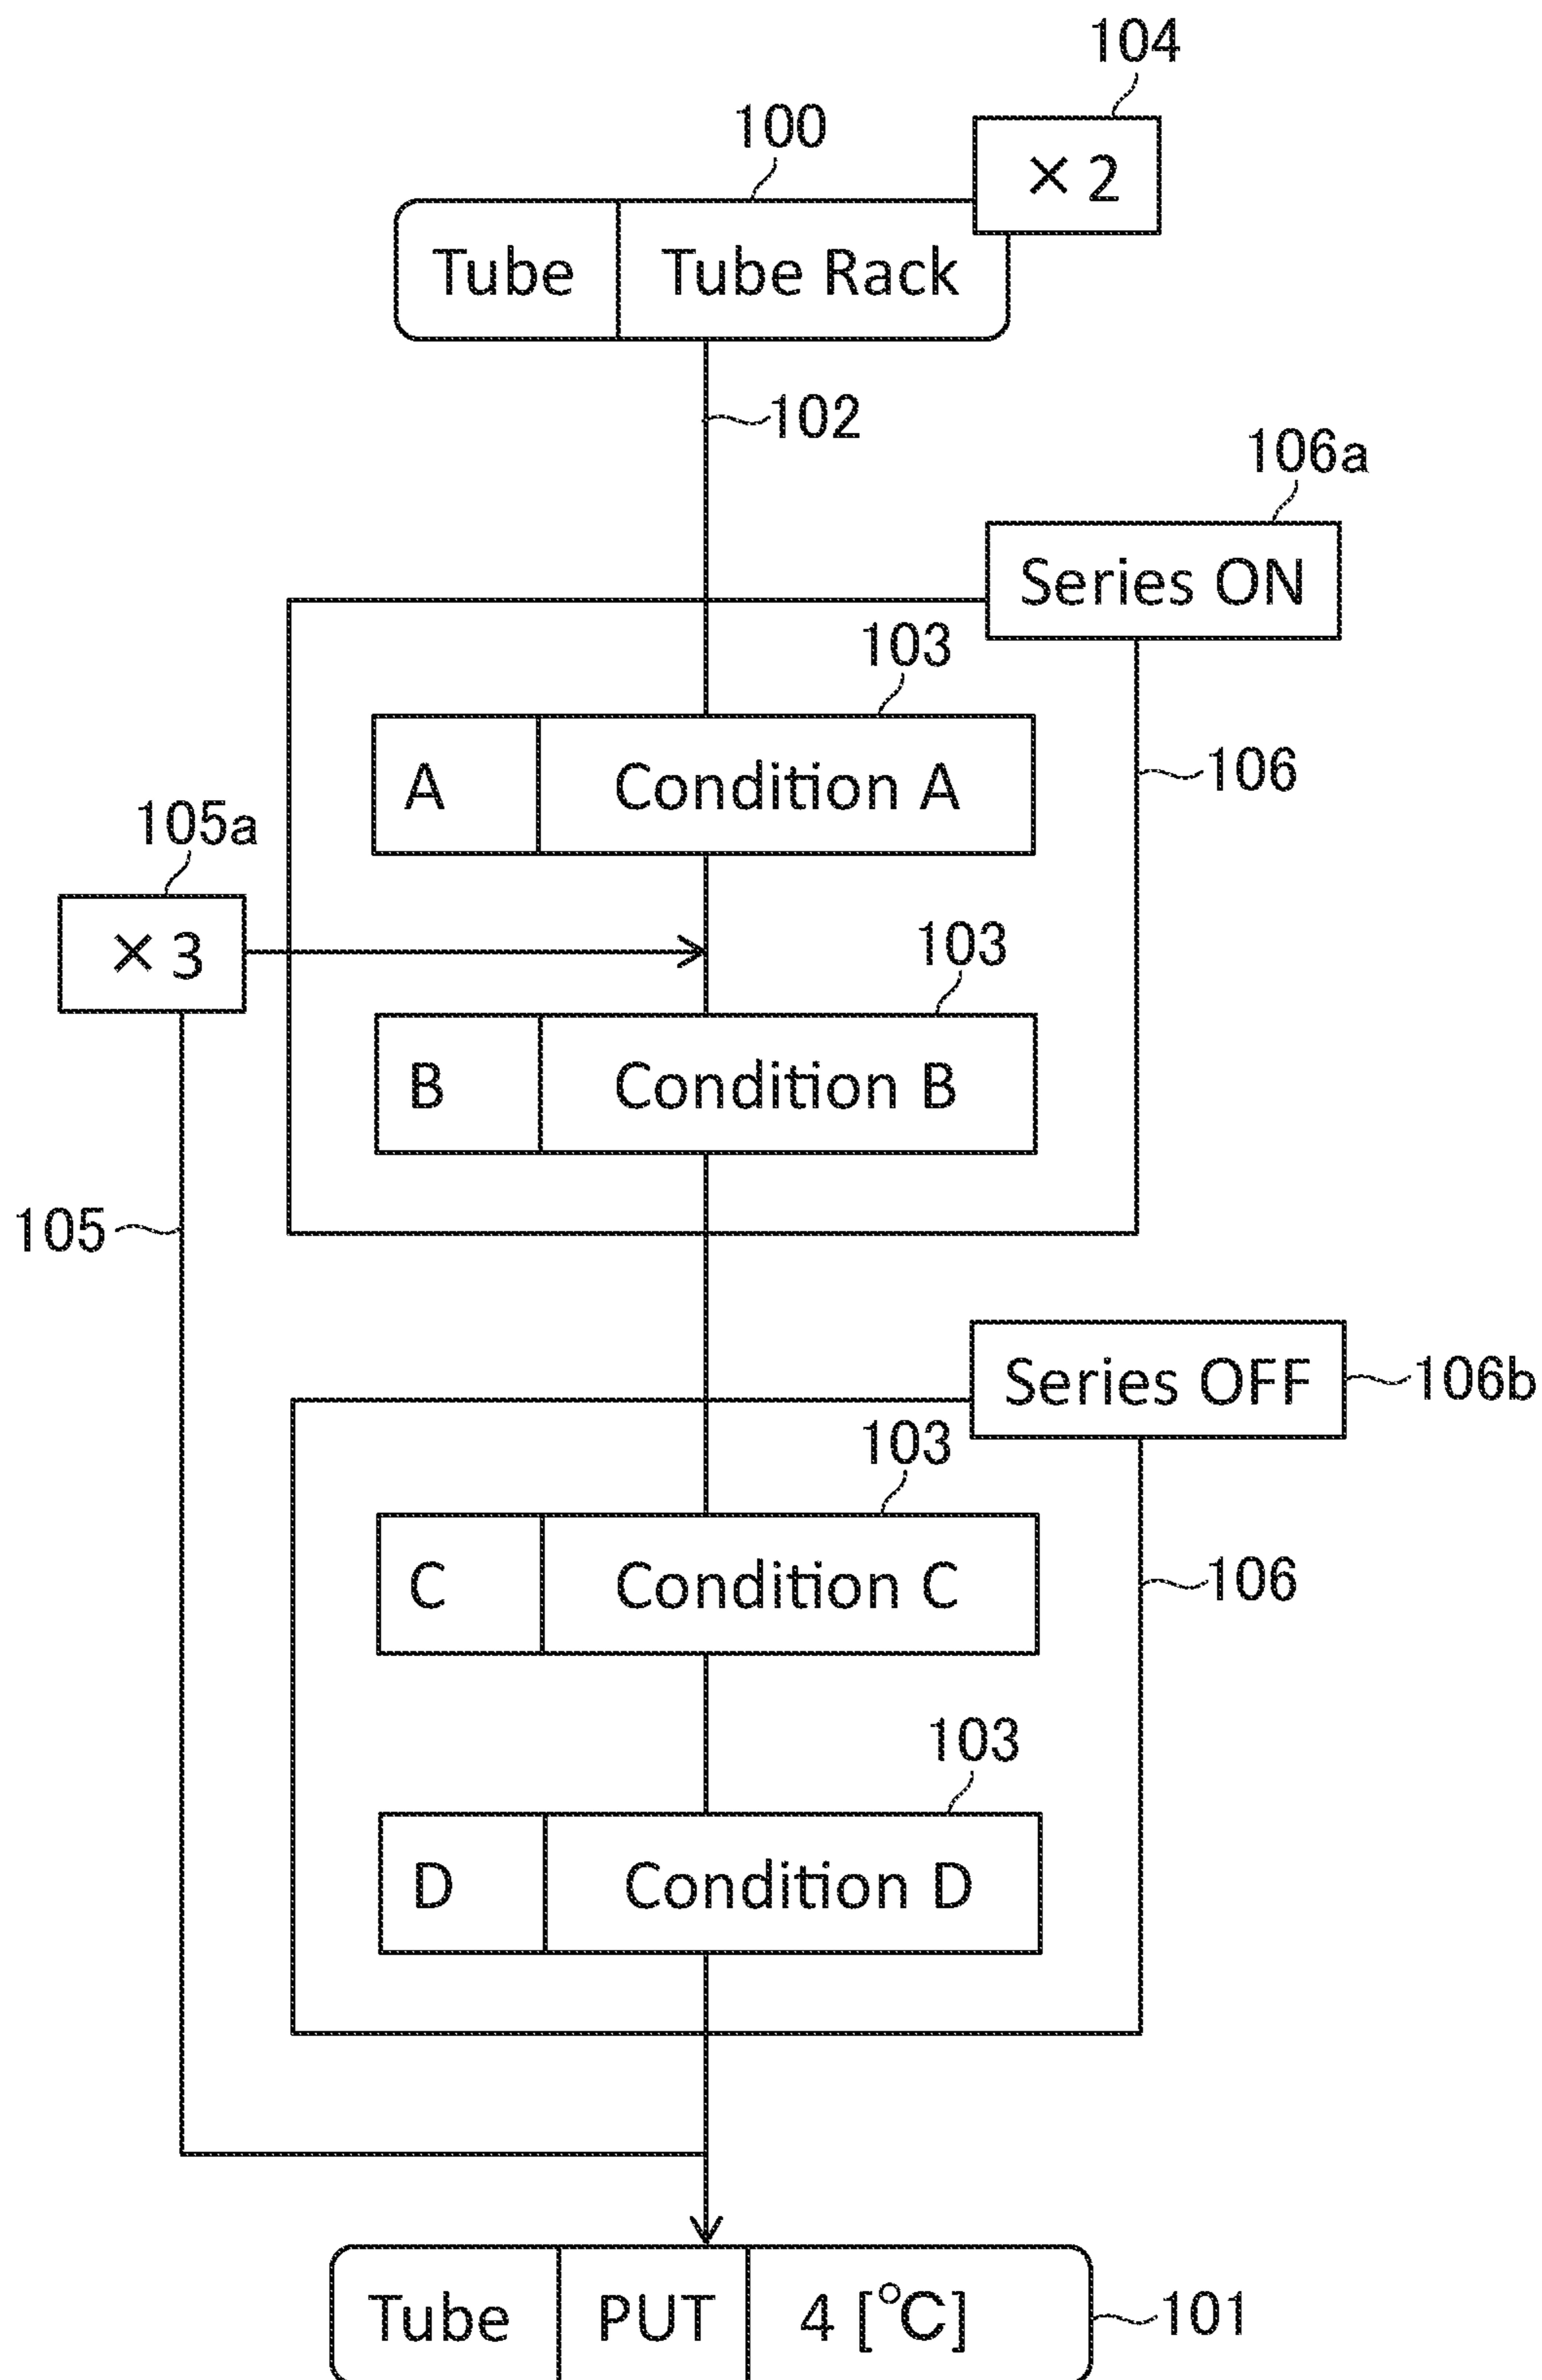 104
100
× 2
Tube
Tube Rack
102
106a
Series ON
103
A
Condition A
106
105a
× 3
103
B
Condition B
105
Series OFF
106b
103
C
Condition C
106
103
D
Condition D
Tube
PUT
4 [℃]
101